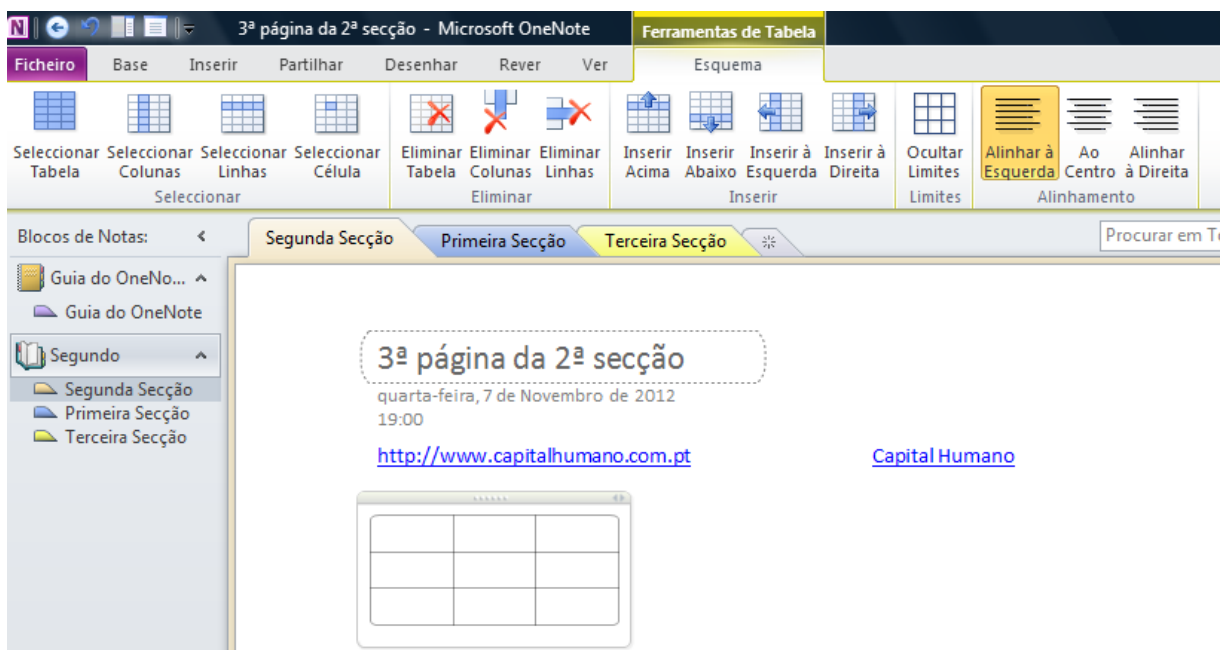 3ª página da 2ª secção - Microsoft OneNote
Ferramentas de Tabela
Ficheiro Base Inserir Partilhar Desenhar Rever Ver Esquema
Seleccionar Seleccionar Seleccionar Seleccionar Eliminar Eliminar Eliminar Inserir Inserir Inserir à Inserir à Ocultar Alinhar à Ao Alinhar
Tabela Colunas Linhas Célula Tabela Colunas Linhas Acima Abaixo Esquerda Direita Limites Esquerda Centro à Direita
Seleccionar Eliminar Inserir Limites Alinhamento
Blocos de Notas:
Segunda Secção Primeira Secção Terceira Secção
Procurar em
Guia do OneNo...
Guia do OneNote
Segundo
Segunda Secção
Primeira Secção
Terceira Secção
3ª página da 2ª secção
quarta-feira, 7 de Novembro de 2012
19:00
http://www.capitalhumano.com.pt Capital Humano